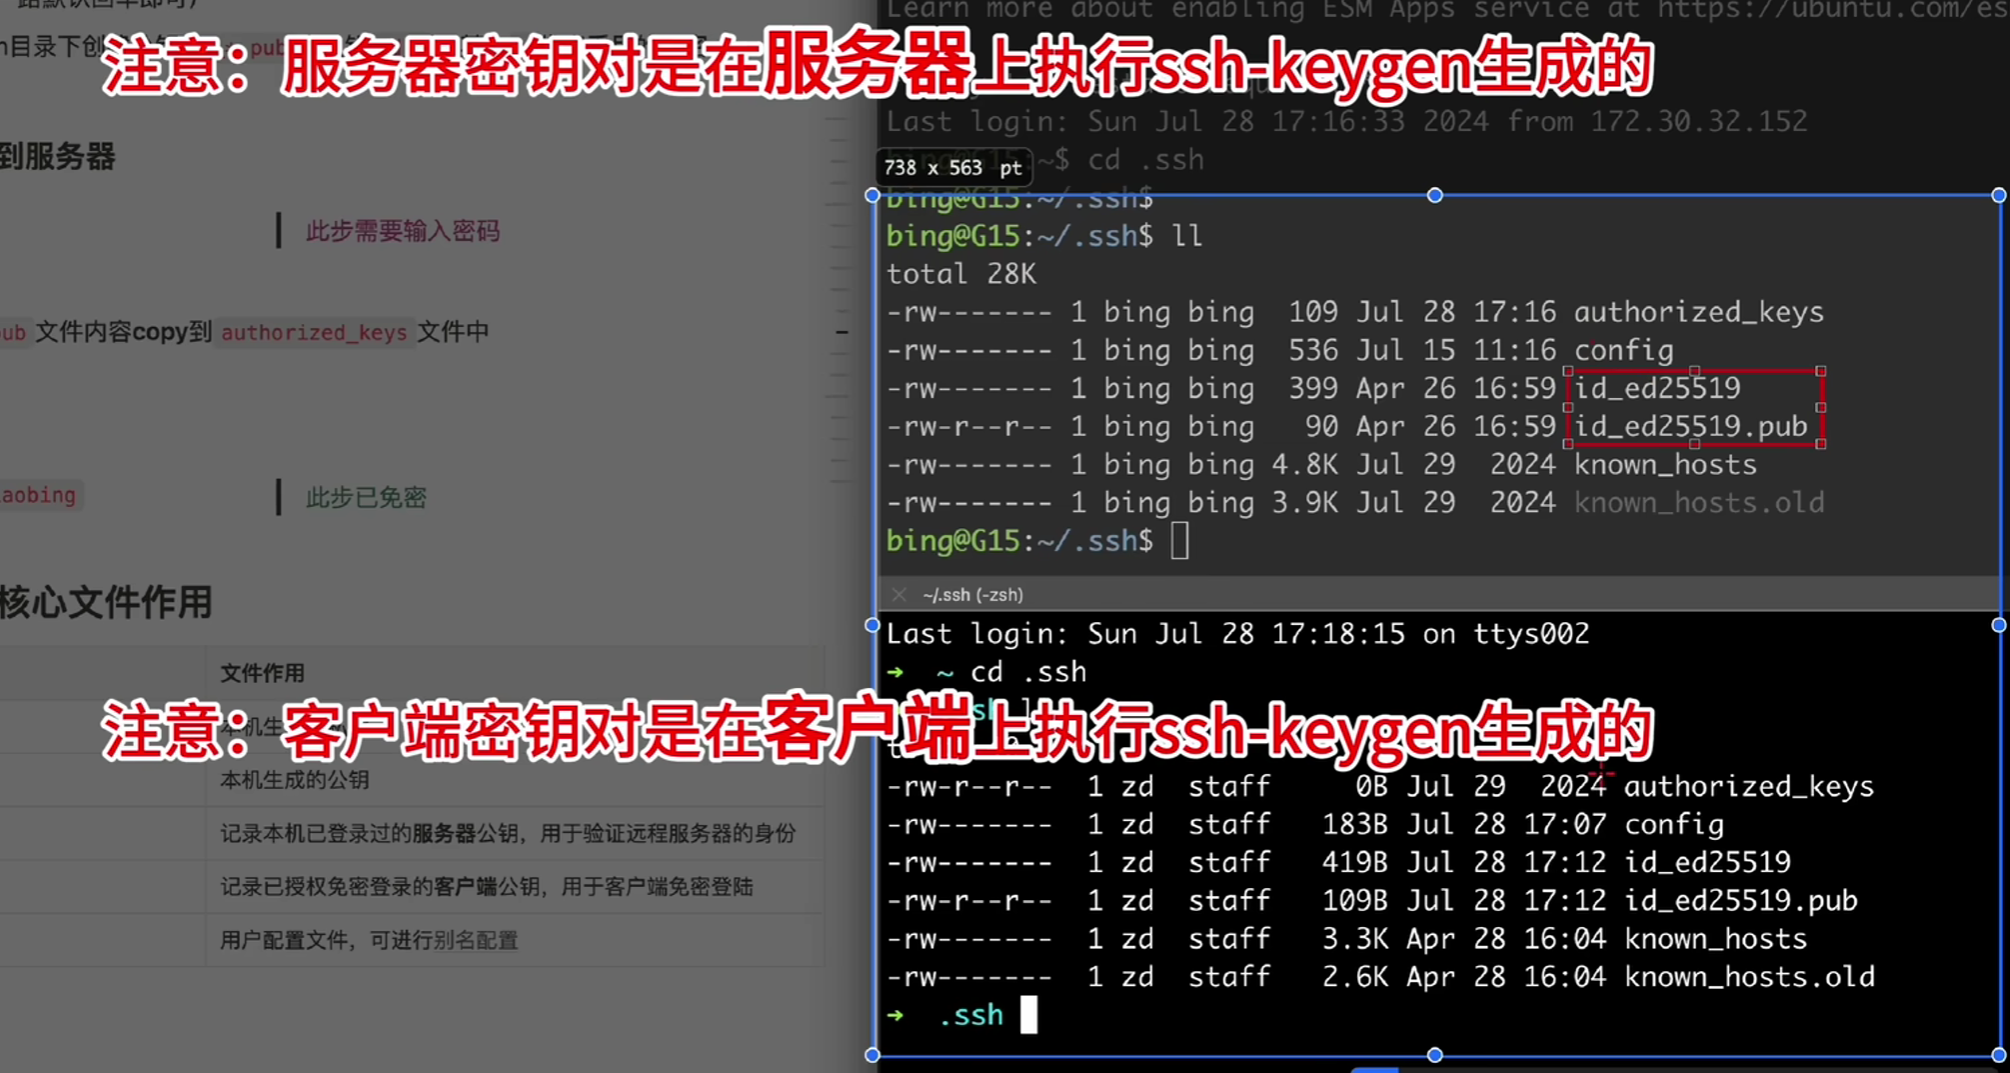 Learn more about enabling ESM Apps service at https://ubuntu.com/es
注意：服务器密钥对是在服务器上执行ssh-keygen生成的
Last login: Sun Jul 28 17:16:33 2024 from 172.30.32.152
~$ cd .ssh
738 x 563 pt
bing@G15:~/.ssh$
bing@G15:~/.ssh$ ll
total 28K
-rw------- 1 bing bing 109 Jul 28 17:16 authorized_keys
-rw------- 1 bing bing 536 Jul 15 11:16 config
-rw------- 1 bing bing 399 Apr 26 16:59 id_ed25519
-rw-r--r-- 1 bing bing 90 Apr 26 16:59 id_ed25519.pub
-rw------- 1 bing bing 4.8K Jul 29 2024 known_hosts
-rw------- 1 bing bing 3.9K Jul 29 2024 known_hosts.old
bing@G15:~/.ssh$
~/.ssh (-zsh)
Last login: Sun Jul 28 17:18:15 on ttys002
→ ~ cd .ssh
注意：客户端密钥对是在客户端上执行ssh-keygen生成的
-rw-r--r-- 1 zd staff 0B Jul 29 2024 authorized_keys
-rw------- 1 zd staff 183B Jul 28 17:07 config
-rw------- 1 zd staff 419B Jul 28 17:12 id_ed25519
-rw-r--r-- 1 zd staff 109B Jul 28 17:12 id_ed25519.pub
-rw------- 1 zd staff 3.3K Apr 28 16:04 known_hosts
-rw------- 1 zd staff 2.6K Apr 28 16:04 known_hosts.old
→ .ssh
到服务器
此步需要输入密码
ub 文件内容copy到 authorized_keys 文件中
aobing
此步已免密
核心文件作用
文件作用
本机生成的公钥
记录本机已登录过的服务器公钥，用于验证远程服务器的身份
记录已授权免密登录的客户端公钥，用于客户端免密登陆
用户配置文件，可进行别名配置